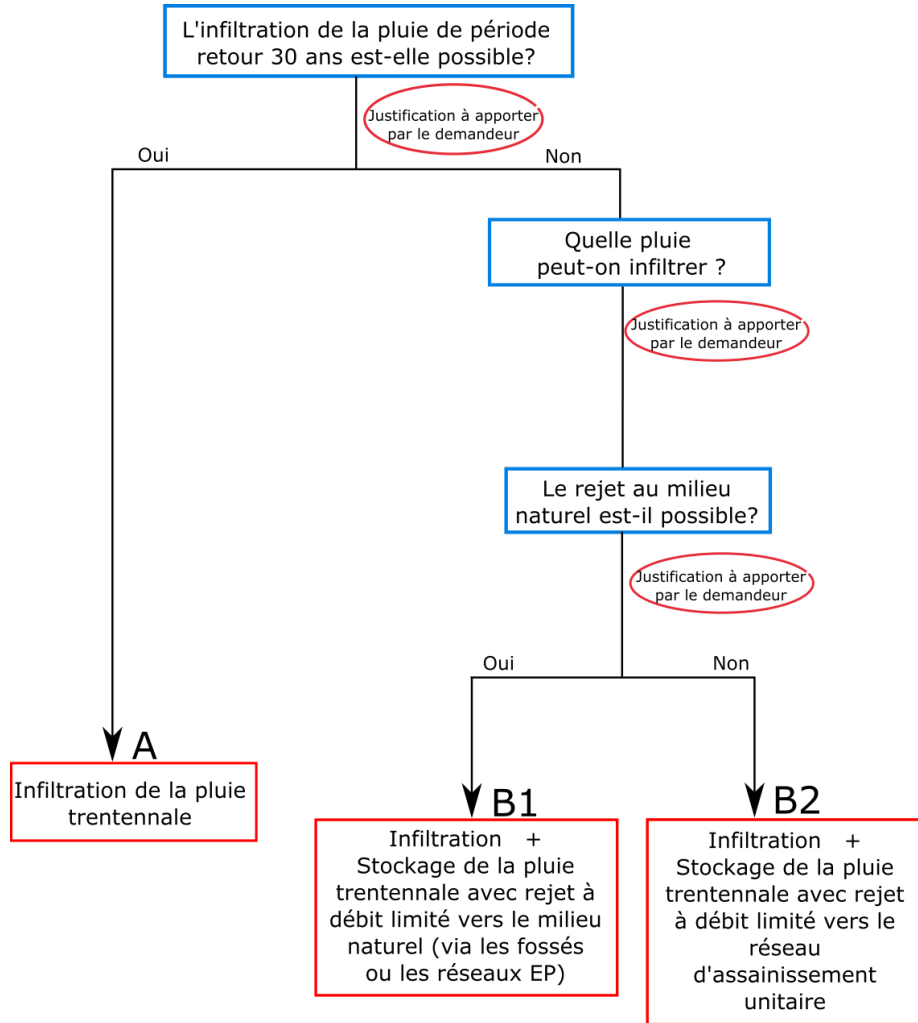 L'infiltration de la pluie de période
retour 30 ans est-elle possible?
Justification à apporter
par le demandeur
Oui
Non
Quelle pluie
peut-on infiltrer ?
Justification à apporter
par le demandeur
Le rejet au milieu
naturel est-il possible?
Justification à apporter
par le demandeur
Oui
Non
A
Infiltration de la pluie
trentennale
B1
Infiltration +
Stockage de la pluie
trentennale avec rejet à
débit limité vers le milieu
naturel (via les fossés
ou les réseaux EP)
B2
Infiltration +
Stockage de la pluie
trentennale avec rejet
à débit limité vers le
réseau
d'assainissement
unitaire